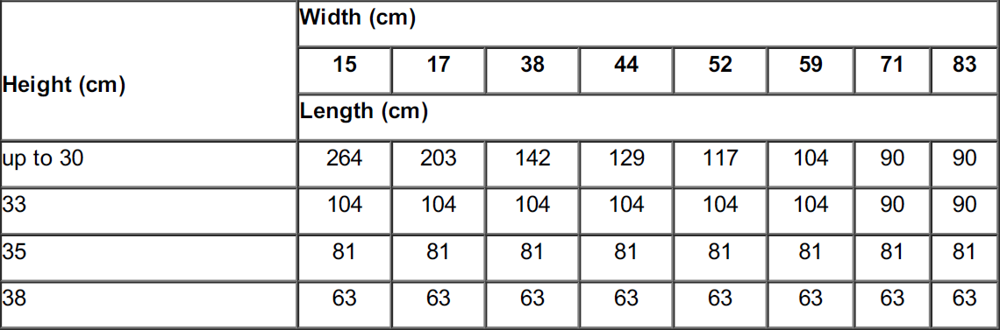 Width (cm)
Height (cm)
15 17 38 44 52 59 71 83
Length (cm)
up to 30 264 203 142 129 117 104 90 90
33 104 104 104 104 104 104 90 90
35 81 81 81 81 81 81 81 81
38 63 63 63 63 63 63 63 63